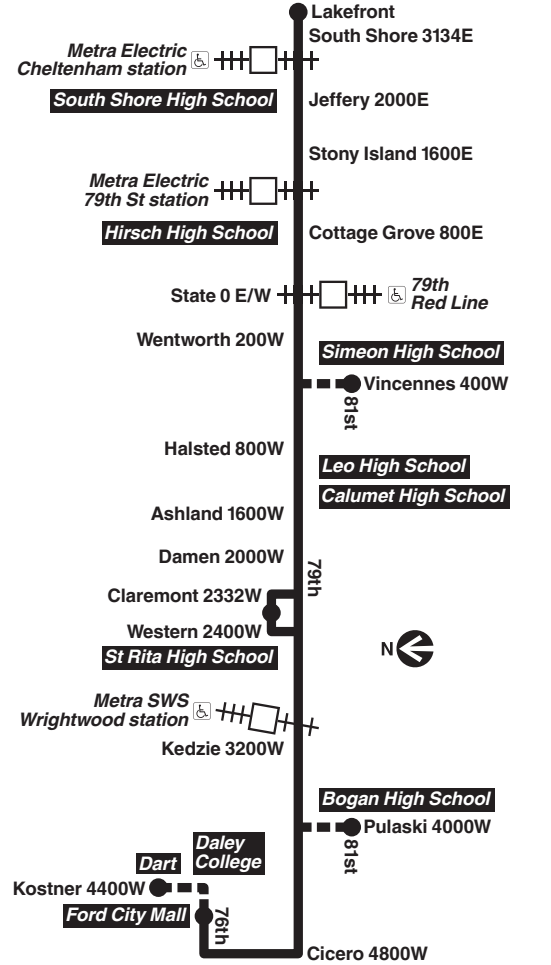 Lakefront
South Shore 3134E
Metra Electric
Cheltenham station
South Shore High School
Jeffery 2000E
Stony Island 1600E
Metra Electric
79th St station
Hirsch High School
Cottage Grove 800E
State 0 E/W
79th
Red Line
Wentworth 200W
Simeon High School
Vincennes 400W
81st
Halsted 800W
Leo High School
Calumet High School
Ashland 1600W
Damen 2000W
79th
Claremont 2332W
Western 2400W
St Rita High School
N
Metra SWS
Wrightwood station
Kedzie 3200W
Bogan High School
Pulaski 4000W
81st
Daley
College
Dart
Kostner 4400W
Ford City Mall
76th
Cicero 4800W